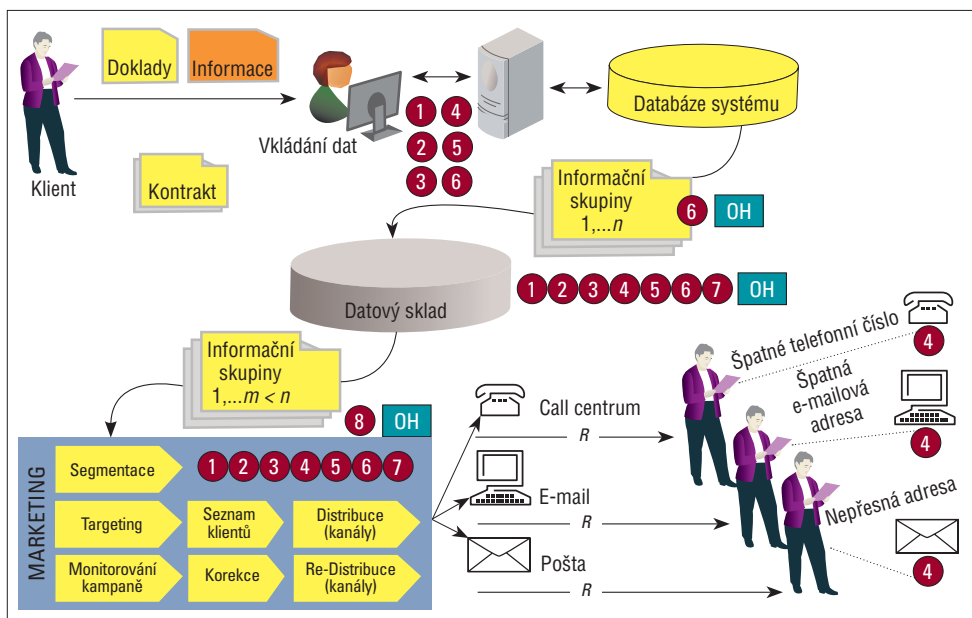 Doklady
Informace
Klient
Kontrakt
Vkládání dat
1 4
2 5
3 6
Databáze systému
Informační
skupiny
1,...n
6 OH
Datový sklad
1 2 3 4 5 6 7 OH
Informační
skupiny
1,...m < n
8 OH
MARKETING
Segmentace
1 2 3 4 5 6 7
Targeting
Seznam
klientů
Distribuce
(kanály)
Monitorování
kampaně
Korekce
Re-Distribuce
(kanály)
Call centrum
R
E-mail
R
Pošta
R
Špatné telefonní číslo
4
Špatná
e-mailová
adresa
4
Nepřesná adresa
4